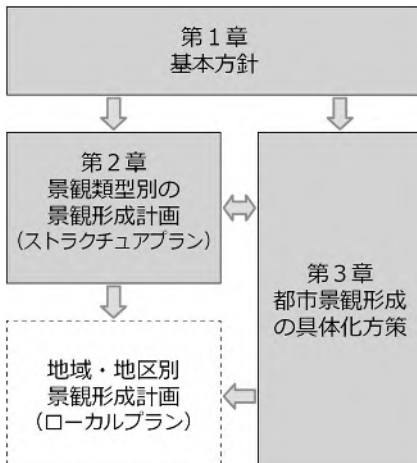 第１章
基本方針
第２章
景観類型別の
景観形成計画
(ストラクチュアプラン)
地域・地区別
景観形成計画
(ローカルプラン)
第３章
都市景観形成
の具体化方策